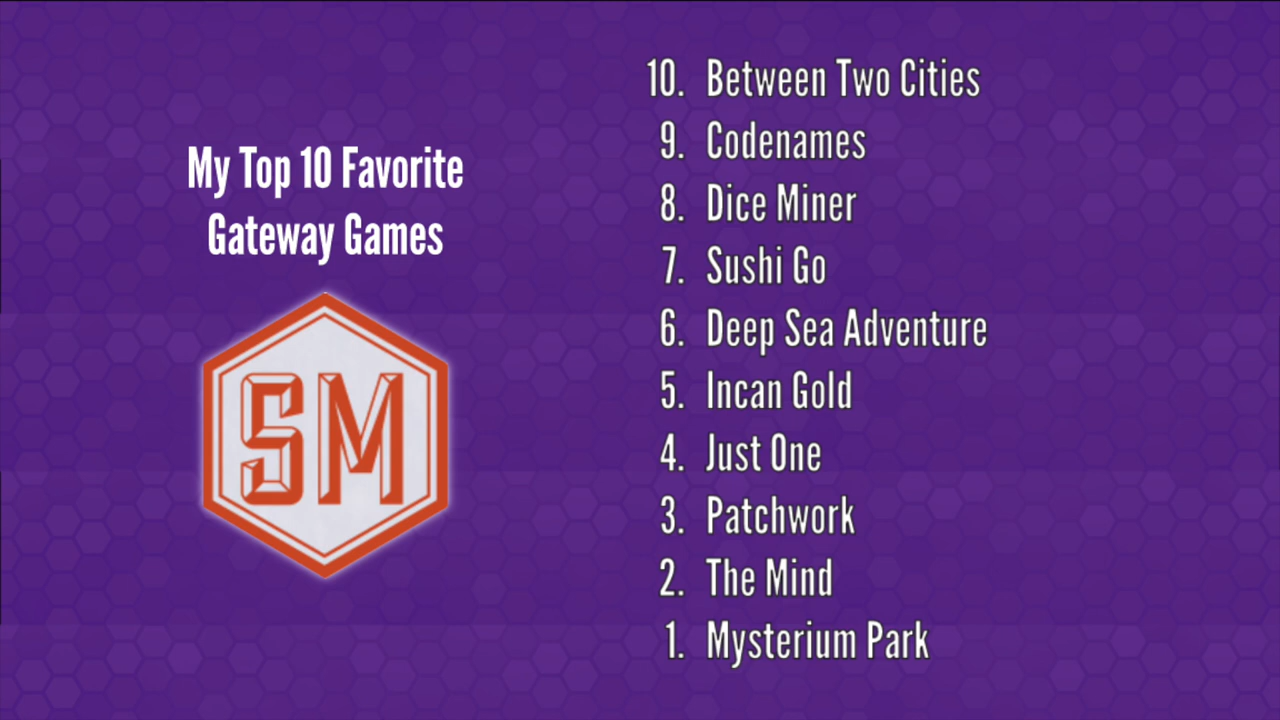 My Top 10 Favorite
Gateway Games
SM
10. Between Two Cities
9. Codenames
8. Dice Miner
7. Sushi Go
6. Deep Sea Adventure
5. Incan Gold
4. Just One
3. Patchwork
2. The Mind
1. Mysterium Park